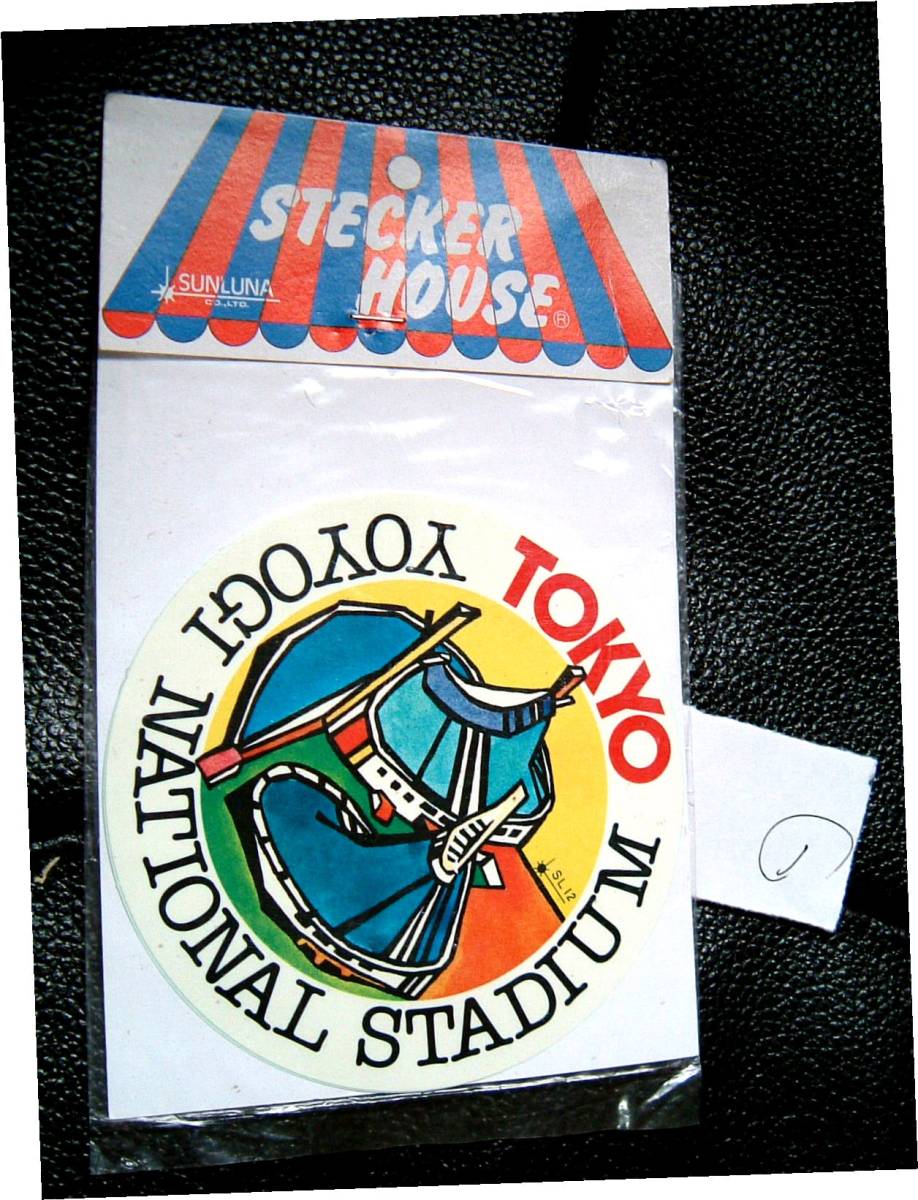 STECKER
HOUSE®
SUNLUNA
CO.,LTD.
TOKYO
YOYOGI NATIONAL STADIUM
SL12